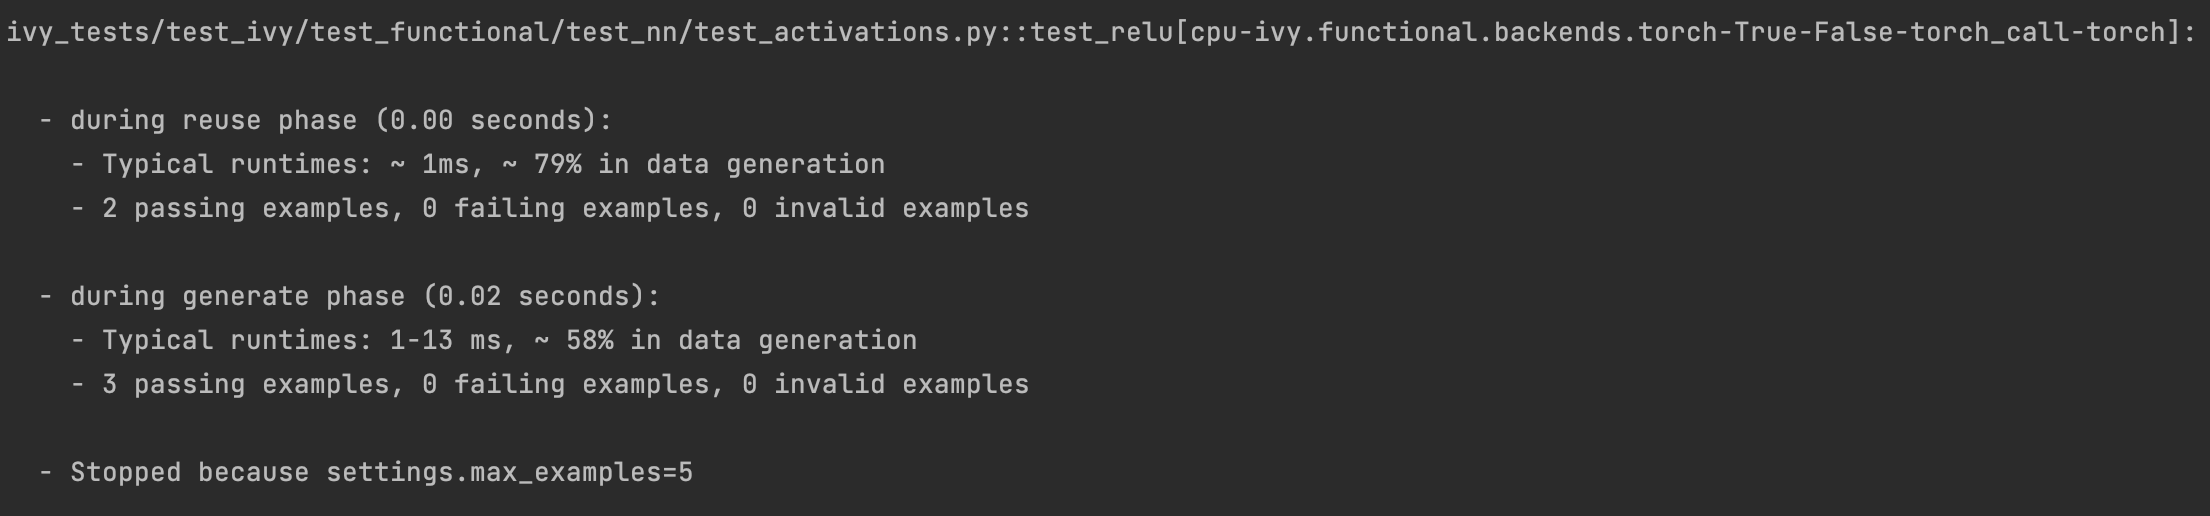 ivy_tests/test_ivy/test_functional/test_nn/test_activations.py::test_relu[cpu-ivy.functional.backends.torch-True-False-torch_call-torch]:
- during reuse phase (0.00 seconds):
- Typical runtimes: ~ 1ms, ~ 79% in data generation
- 2 passing examples, 0 failing examples, 0 invalid examples
- during generate phase (0.02 seconds):
- Typical runtimes: 1-13 ms, ~ 58% in data generation
- 3 passing examples, 0 failing examples, 0 invalid examples
- Stopped because settings.max_examples=5